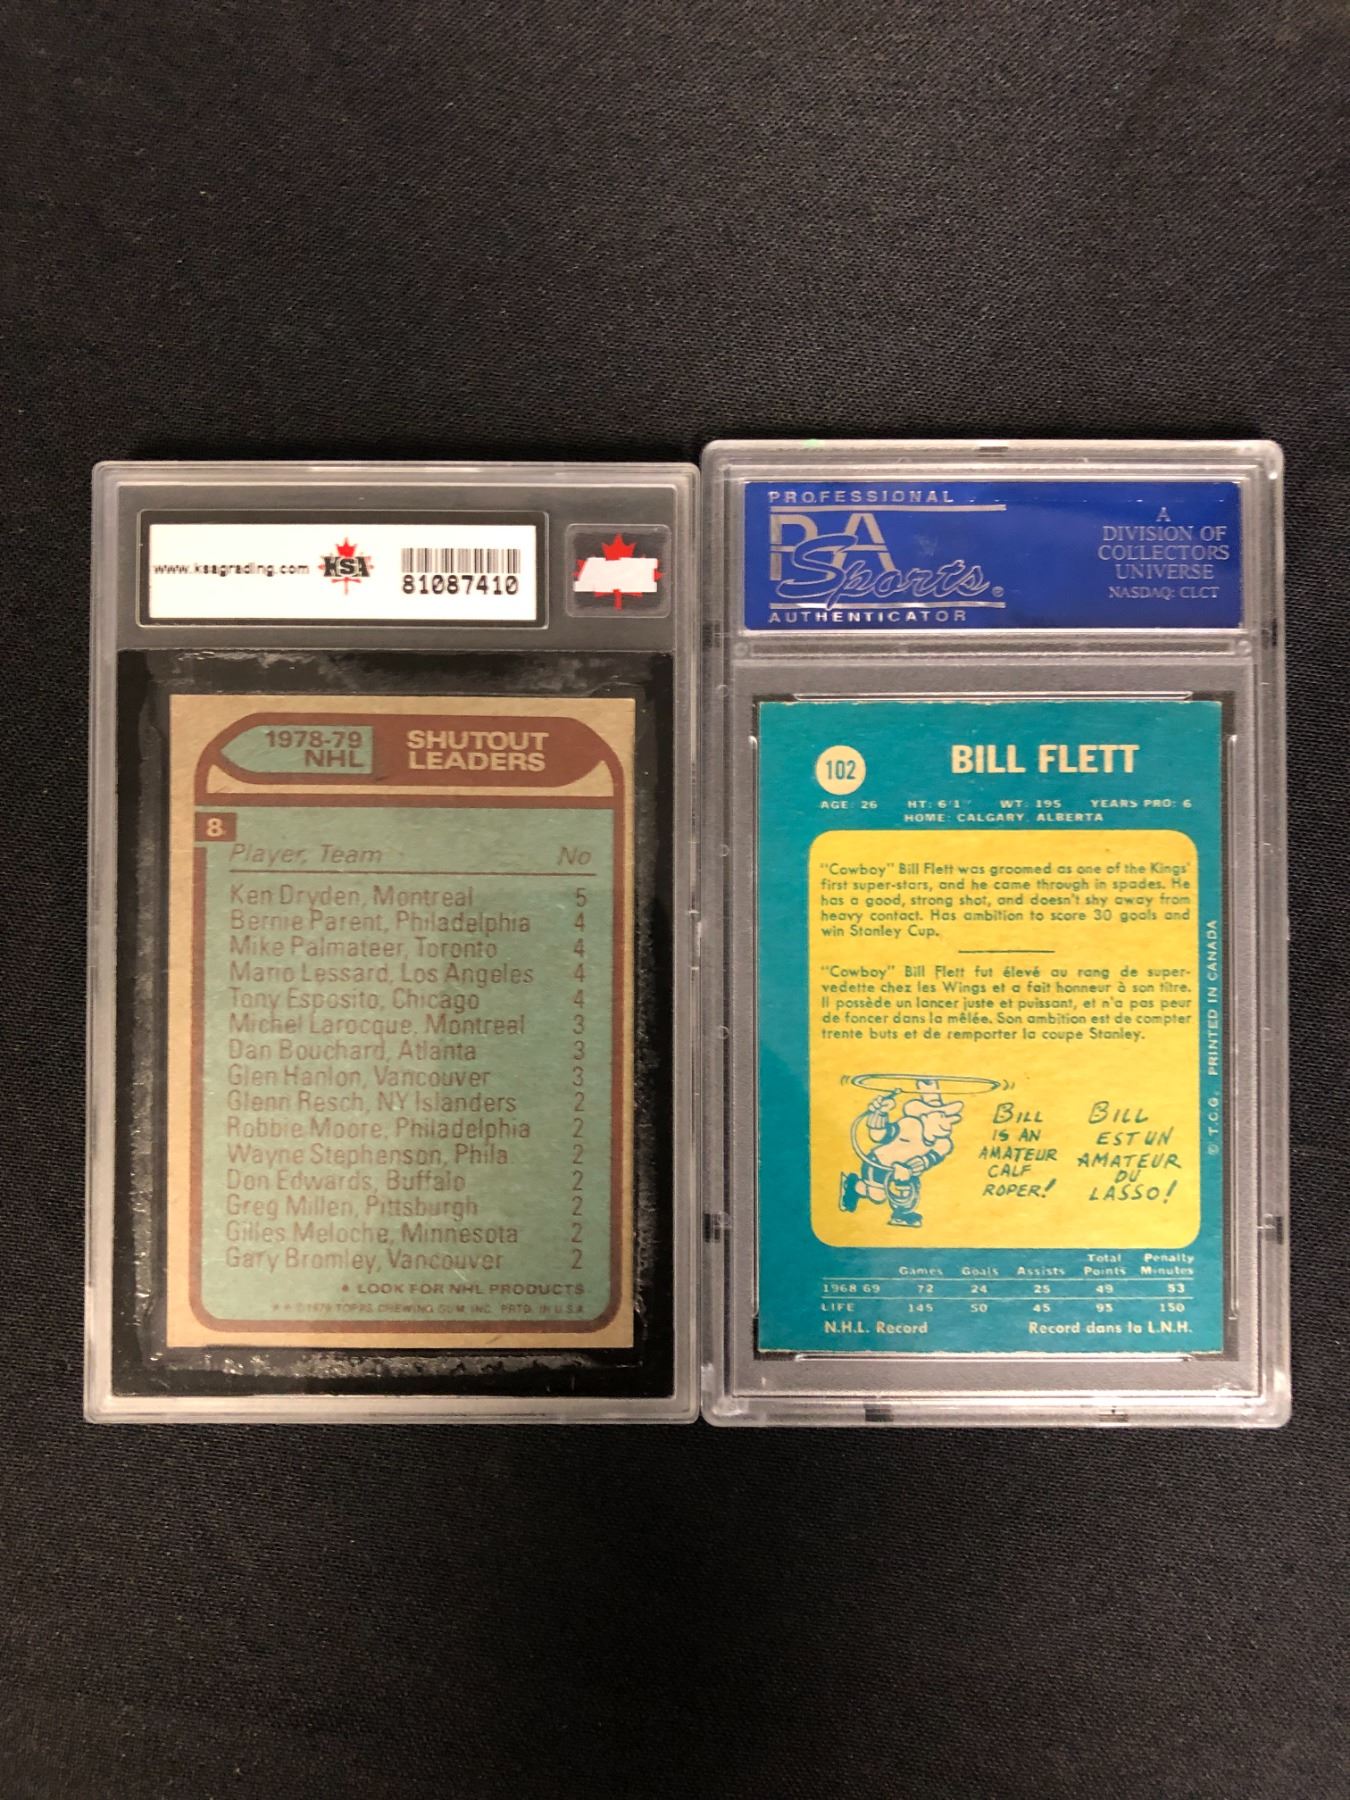 www.ksagrading.com KSA
81087410
1978-79 NHL SHUTOUT LEADERS
8
Player, Team No
Ken Dryden, Montreal 5
Bernie Parent, Philadelphia 4
Mike Palmateer, Toronto 4
Mario Lessard, Los Angeles 4
Tony Esposito, Chicago 4
Michel Larocque, Montreal 3
Dan Bouchard, Atlanta 3
Glen Hanlon, Vancouver 3
Glenn Resch, NY Islanders 2
Robbie Moore, Philadelphia 2
Wayne Stephenson, Phila. 2
Don Edwards, Buffalo 2
Greg Millen, Pittsburgh 2
Gilles Meloche, Minnesota 2
Gary Bromley, Vancouver 2
* LOOK FOR NHL PRODUCTS
* * © 1979 TOPPS CHEWING GUM, INC. PRTD. IN U.S.A.
PROFESSIONAL
PSA
Sports®
AUTHENTICATOR
A
DIVISION OF
COLLECTORS
UNIVERSE
NASDAQ: CLCT
102 BILL FLETT
AGE: 26 HT: 6'1" WT: 195 YEARS PRO: 6
HOME: CALGARY, ALBERTA
"Cowboy" Bill Flett was groomed as one of the Kings'
first super-stars, and he came through in spades. He
has a good, strong shot, and doesn't shy away from
heavy contact. Has ambition to score 30 goals and
win Stanley Cup.
"Cowboy" Bill Flett fut élevé au rang de super-
vedette chez les Wings et a fait honneur à son titre.
Il possède un lancer juste et puissant, et n'a pas peur
de foncer dans la mêlée. Son ambition est de compter
trente buts et de remporter la coupe Stanley.
BILL
IS AN
AMATEUR
CALF
ROPER!
BILL
EST UN
AMATEUR
DU
LASSO!
© T.C.G. PRINTED IN CANADA
Games Goals Assists Total Points Penalty Minutes
1968 69 72 24 25 49 53
LIFE 145 50 45 95 150
N.H.L. Record Record dans la L.N.H.